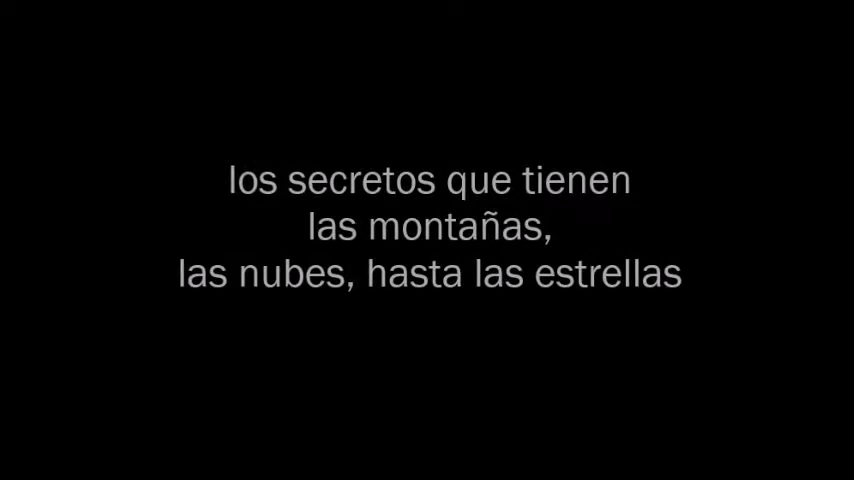 los secretos que tienen
las montañas,
las nubes, hasta las estrellas